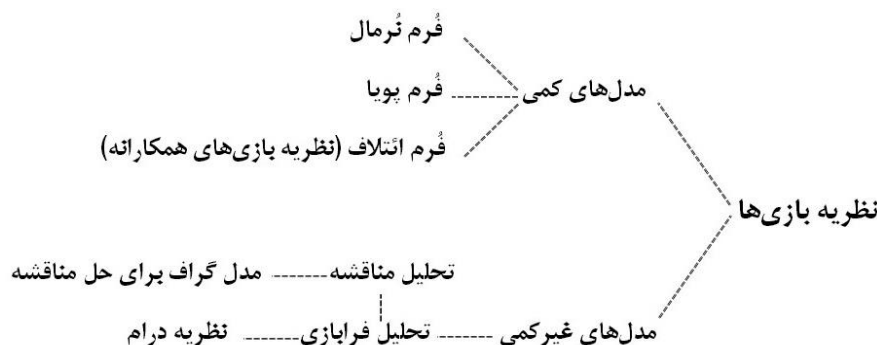 فُرم نُرمال
مدل‌های کمی
فُرم پویا
فُرم ائتلاف (نظریه بازی‌های همکارانه)
نظریه بازی‌ها
تحلیل مناقشه
مدل گراف برای حل مناقشه
مدل‌های غیرکمی
تحلیل فرابازی
نظریه درام